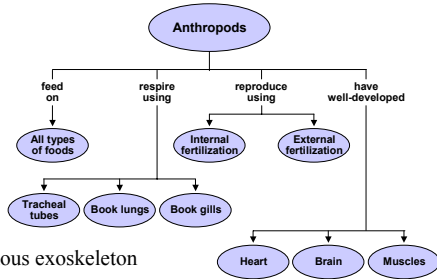 Anthropods
feed
on
respire
using
reproduce
using
have
well-developed
All types
of foods
Internal
fertilization
External
fertilization
Tracheal
tubes
Book lungs
Book gills
ous exoskeleton
Heart
Brain
Muscles